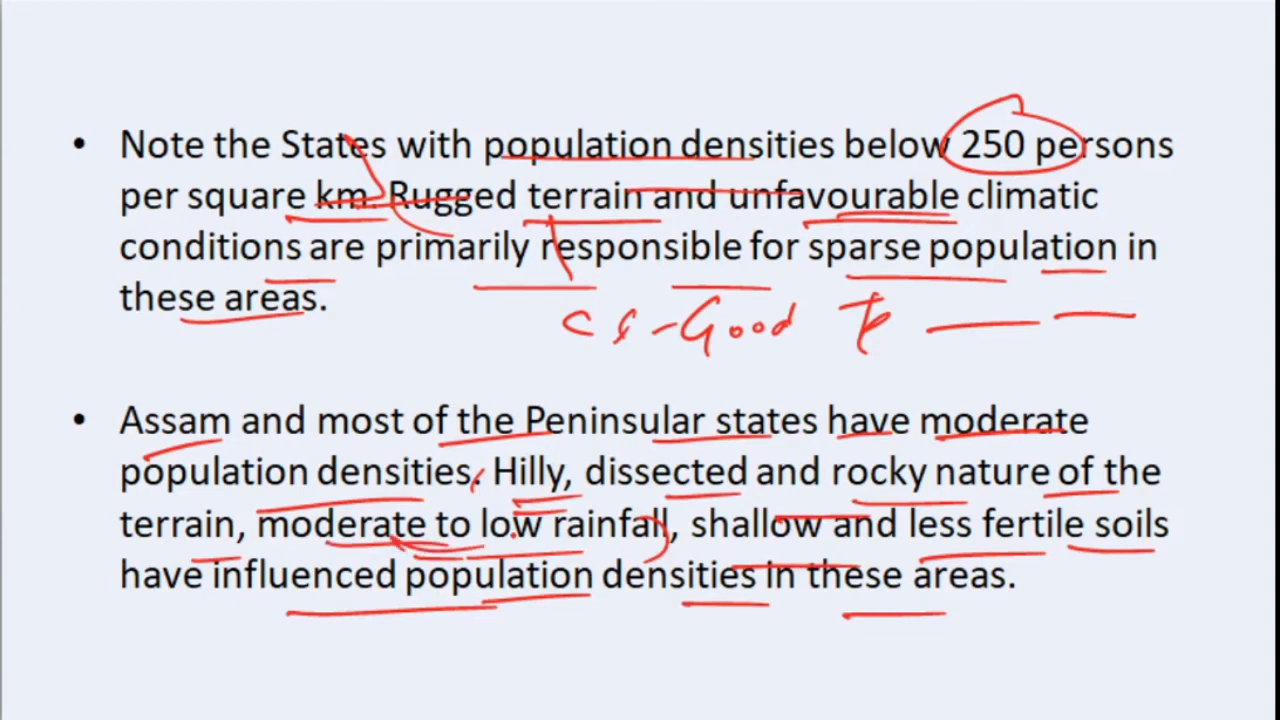 • Note the States with population densities below 250 persons
per square km. Rugged terrain and unfavourable climatic
conditions are primarily responsible for sparse population in
these areas.
Good
• Assam and most of the Peninsular states have moderate
population densities. Hilly, dissected and rocky nature of the
terrain, moderate to low rainfall, shallow and less fertile soils
have influenced population densities in these areas.